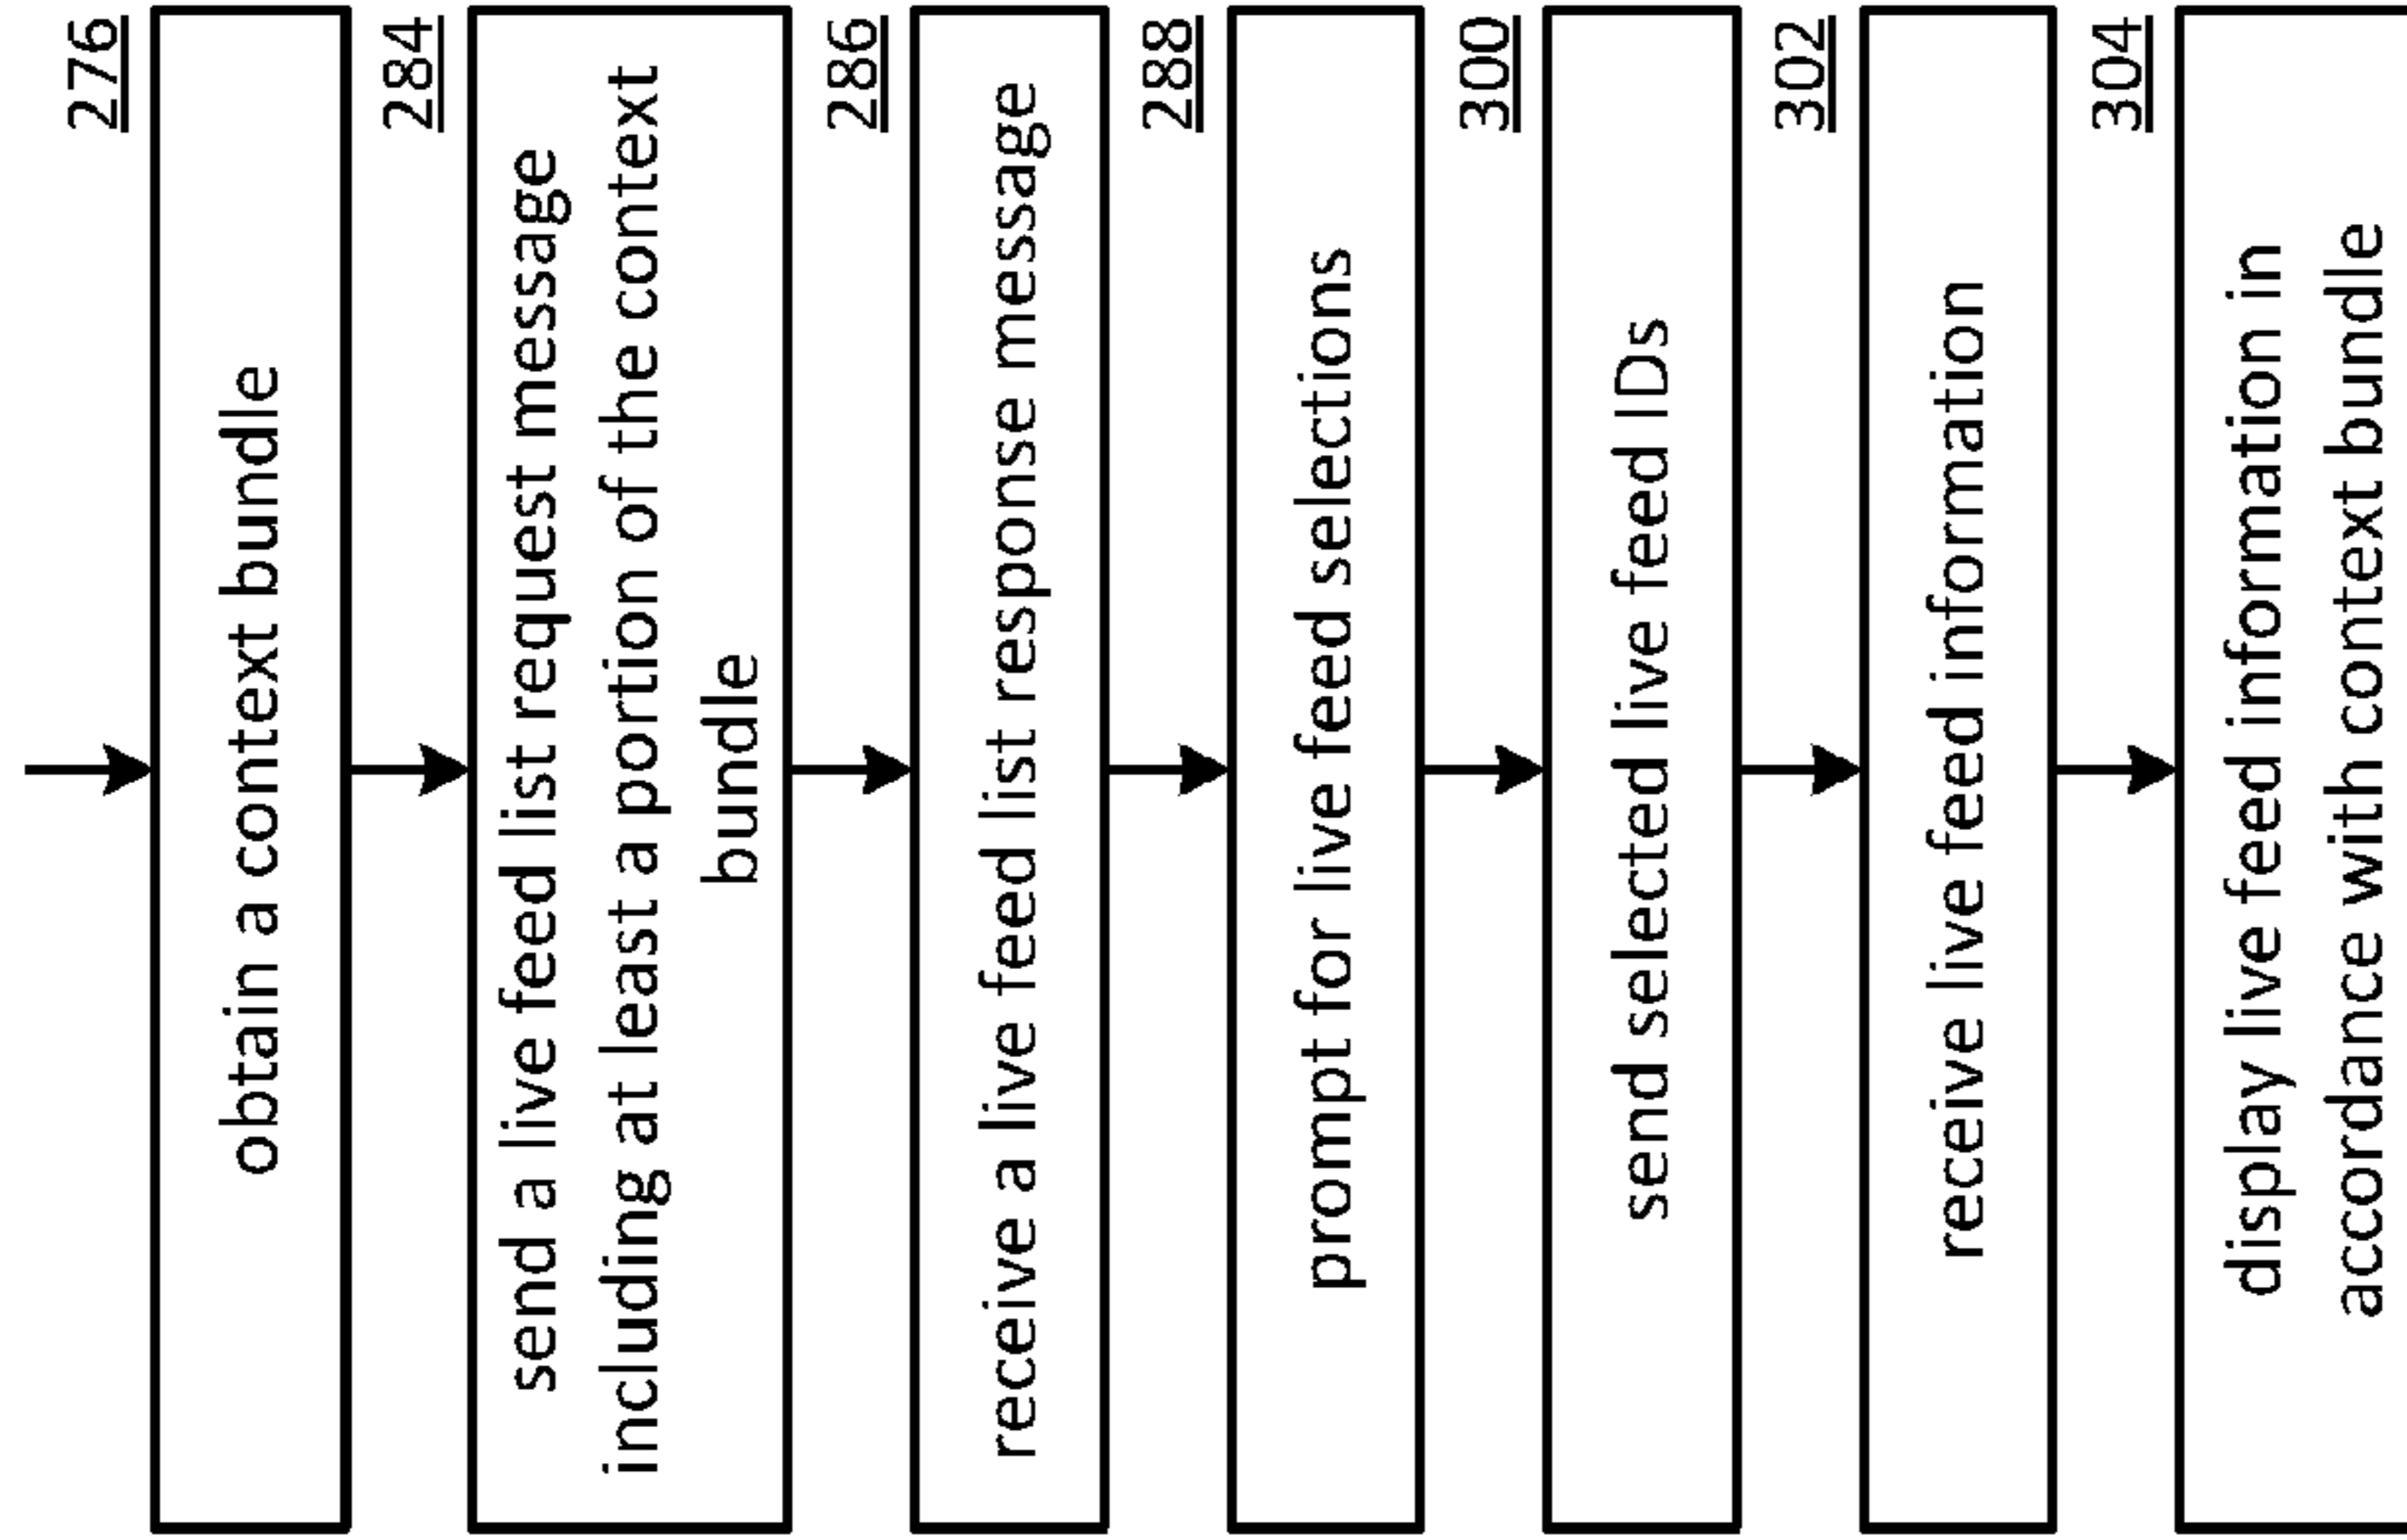 276
obtain a context bundle
284
send a live feed list request message
including at least a portion of the context
bundle
286
receive a live feed list response message
288
prompt for live feed selections
300
send selected live feed IDs
302
receive live feed information
304
display live feed information in
accordance with context bundle